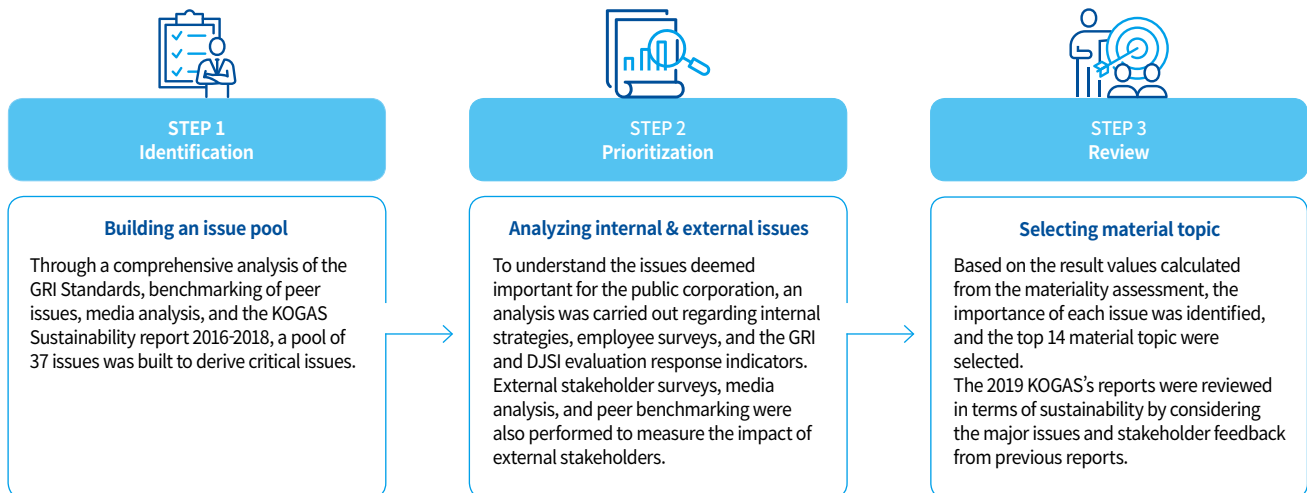 STEP 1
Identification
Building an issue pool
Through a comprehensive analysis of the
GRI Standards, benchmarking of peer
issues, media analysis, and the KOGAS
Sustainability report 2016-2018, a pool of
37 issues was built to derive critical issues.
STEP 2
Prioritization
Analyzing internal & external issues
To understand the issues deemed
important for the public corporation, an
analysis was carried out regarding internal
strategies, employee surveys, and the GRI
and DJSI evaluation response indicators.
External stakeholder surveys, media
analysis, and peer benchmarking were
also performed to measure the impact of
external stakeholders.
STEP 3
Review
Selecting material topic
Based on the result values calculated
from the materiality assessment, the
importance of each issue was identified,
and the top 14 material topic were
selected.
The 2019 KOGAS’s reports were reviewed
in terms of sustainability by considering
the major issues and stakeholder feedback
from previous reports.